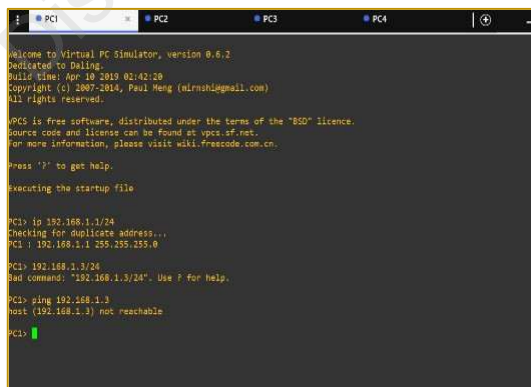 PC1 × PC2 PC3 PC4
Welcome to Virtual PC Simulator, version 0.6.2
Dedicated to Daling.
Build time: Apr 10 2019 02:42:20
Copyright (c) 2007-2014, Paul Meng (mirnshi@gmail.com)
All rights reserved.
VPCS is free software, distributed under the terms of the "BSD" licence.
Source code and license can be found at vpcs.sf.net.
For more information, please visit wiki.freecode.com.cn.
Press '?' to get help.
Executing the startup file
PC1> ip 192.168.1.1/24
Checking for duplicate address...
PC1 : 192.168.1.1 255.255.255.0
PC1> 192.168.1.3/24
Bad command: "192.168.1.3/24". Use ? for help.
PC1> ping 192.168.1.3
host (192.168.1.3) not reachable
PC1>